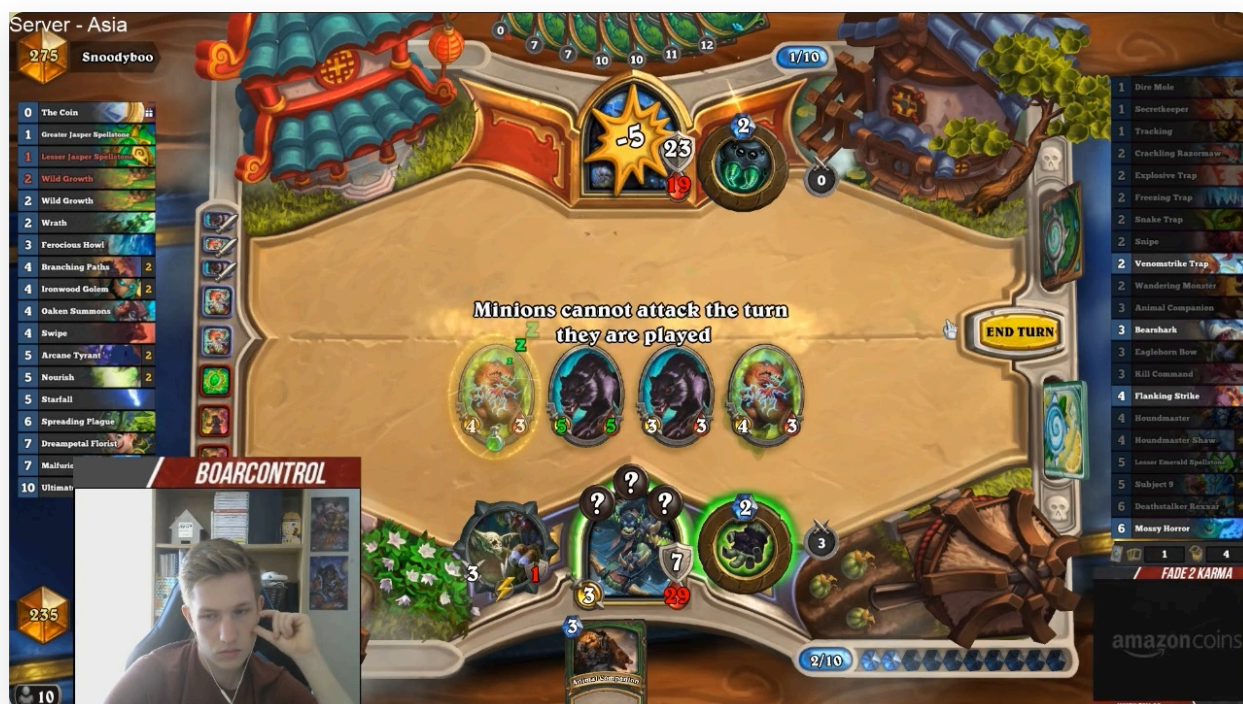 Server - Asia
275
Snoodyboo
0 The Coin
1 Greater Jasper Spellstone
1 Lesser Jasper Spellstone
2 Wild Growth
2 Wild Growth
2 Wrath
3 Ferocious Howl
4 Branching Paths 2
4 Ironwood Golem 2
4 Oaken Summons
4 Swipe
5 Arcane Tyrant 2
5 Nourish 2
5 Starfall
6 Spreading Plague
7 Dreampetal Florist
7 Malfurio
10 Ultimat
BOARCONTROL
235
10
0 7 7 10 10 11 12
1/10
-5
23
19
2
0
Minions cannot attack the turn
they are played
Z
Z
z
END TURN
4 3
5 5
3 3
4 3
? ? ?
3 1
3
7
29
2
3
3
Animal Companion
2/10
1 Dire Mole
1 Secretkeeper
1 Tracking
2 Crackling Razormaw
2 Explosive Trap
2 Freezing Trap
2 Snake Trap
2 Snipe
2 Venomstrike Trap
2 Wandering Monster
3 Animal Companion
3 Bearshark
3 Eaglehorn Bow
3 Kill Command
4 Flanking Strike
4 Houndmaster
4 Houndmaster Shaw
5 Lesser Emerald Spellstone
5 Subject 9
6 Deathstalker Rexxar
6 Mossy Horror
1 4
FADE 2 KARMA
amazoncoins